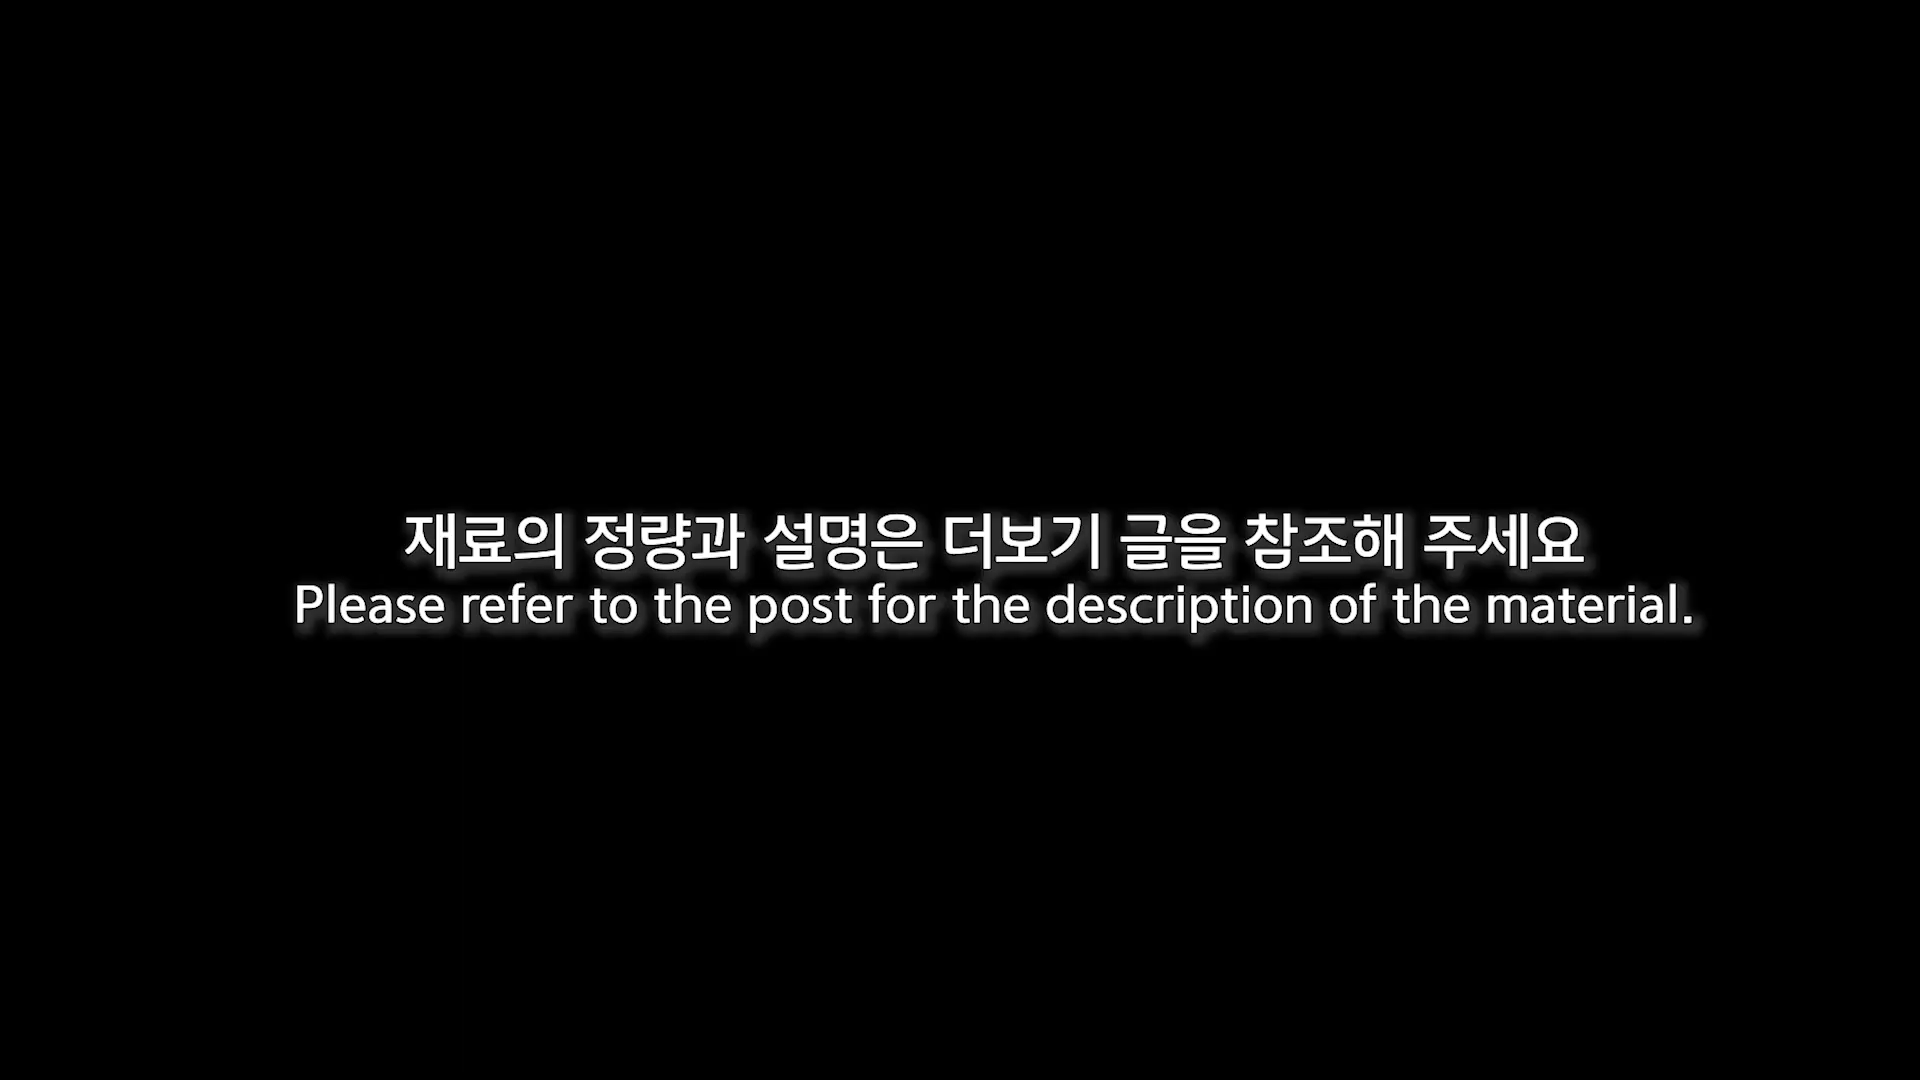 재료의 정량과 설명은 더보기 글을 참조해 주세요
Please refer to the post for the description of the material.